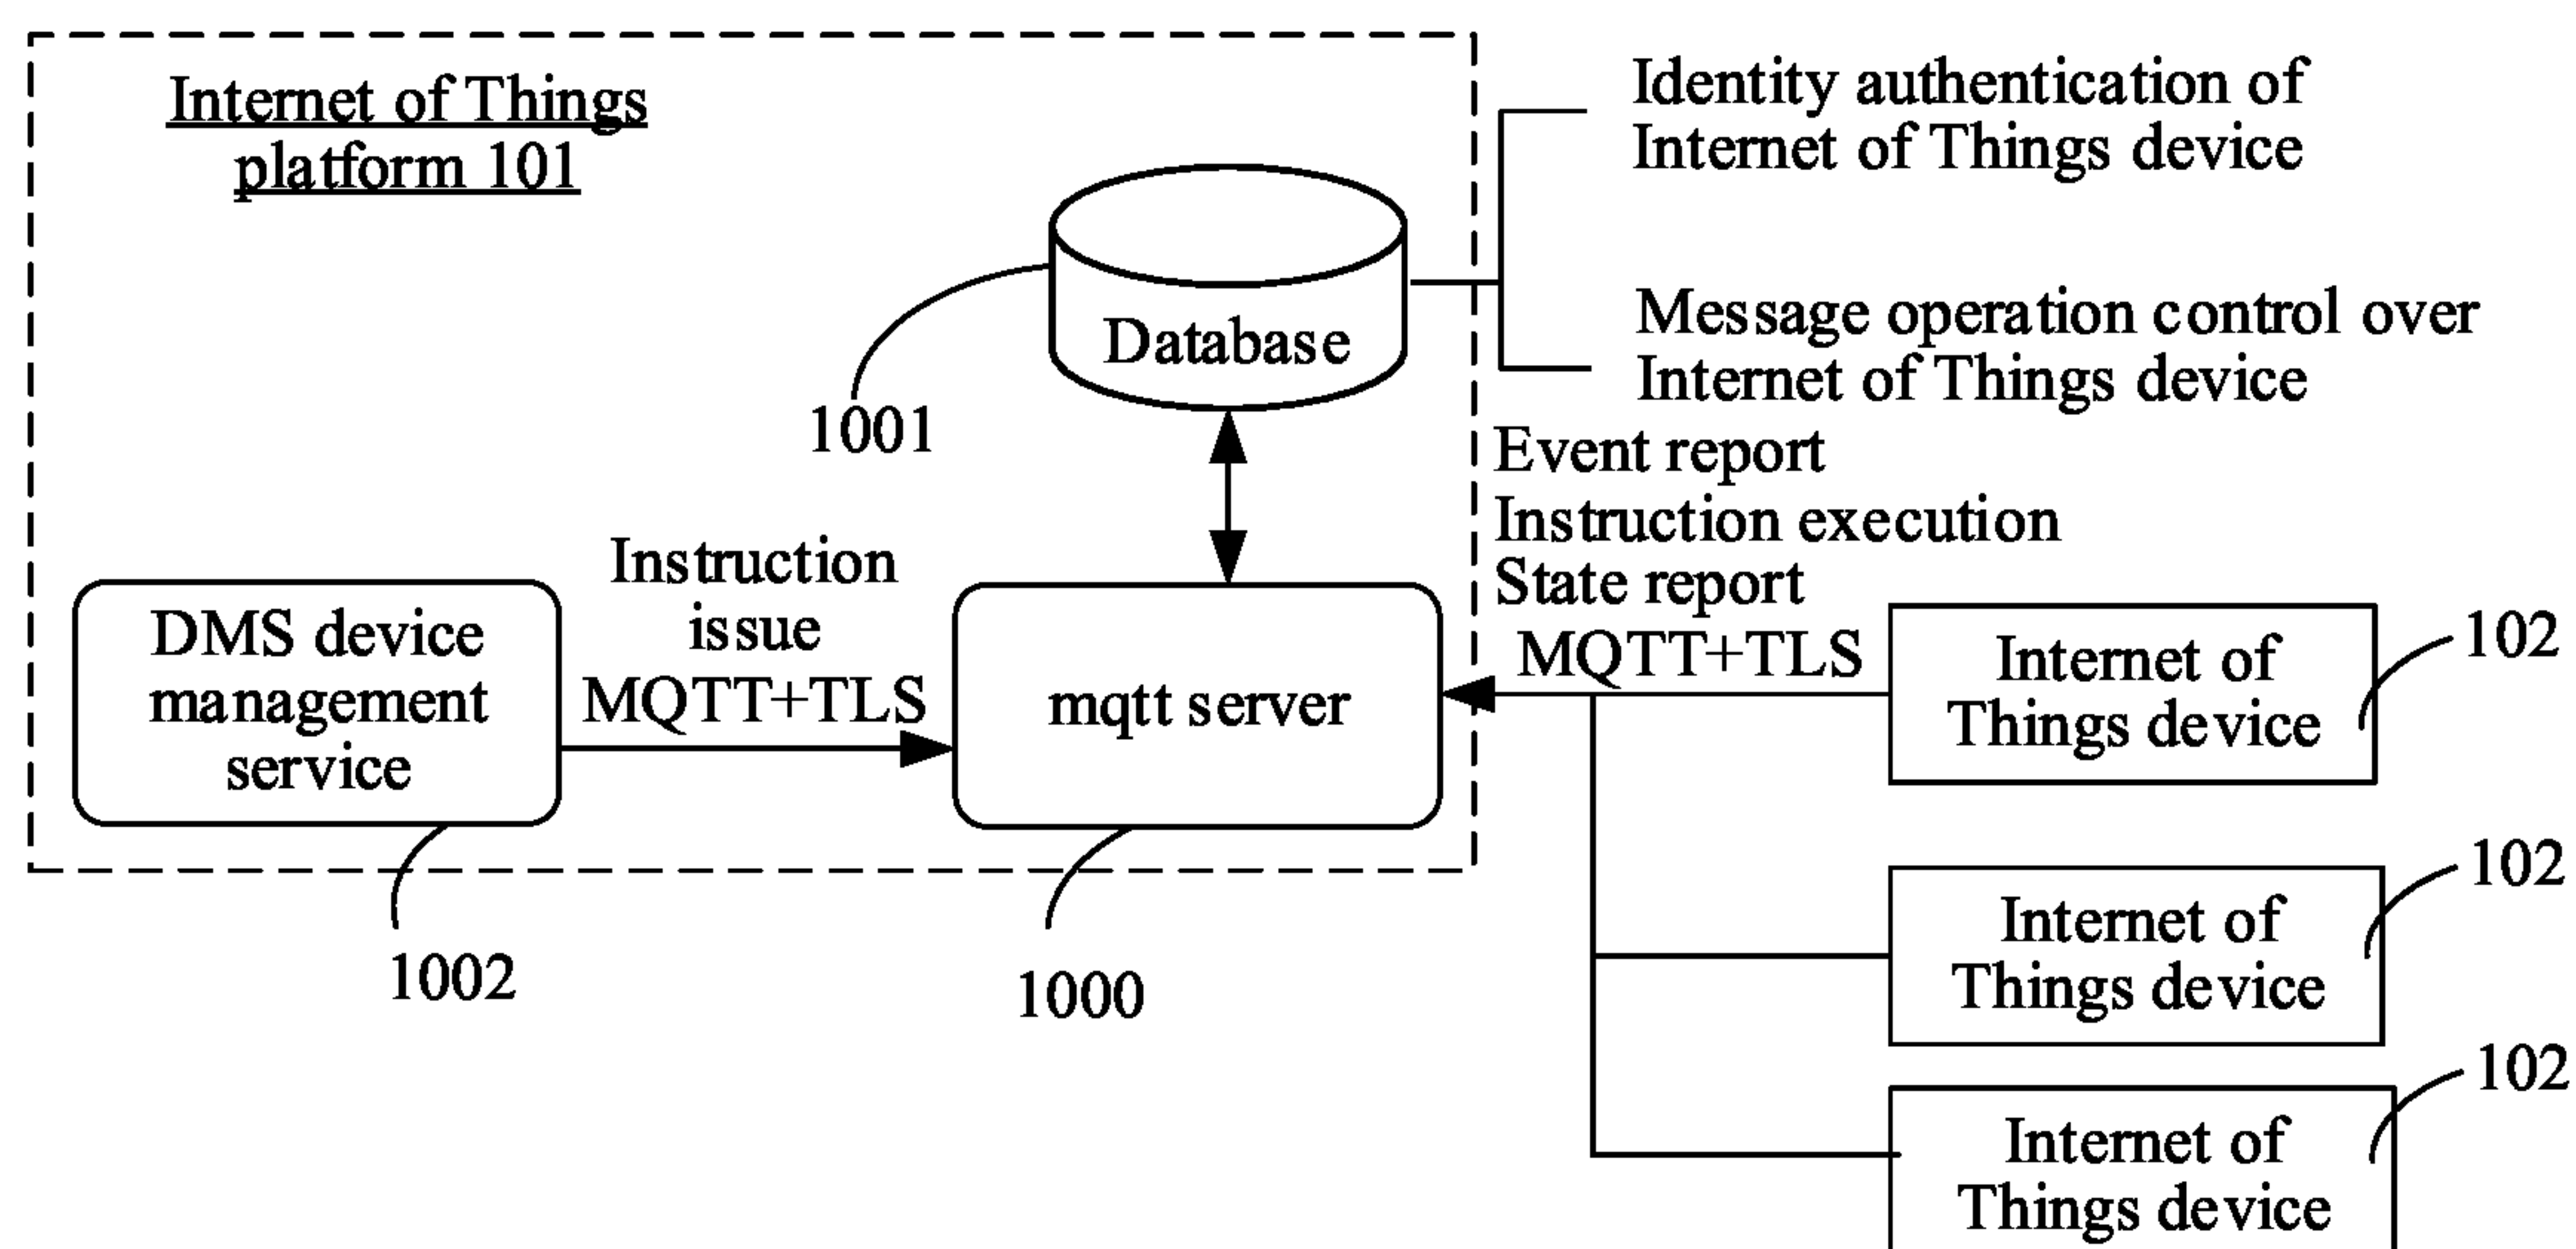 Internet of Things
platform 101
Identity authentication of
Internet of Things device
Message operation control over
Internet of Things device
Database
1001
Event report
Instruction execution
State report
MQTT+TLS
Instruction
issue
MQTT+TLS
DMS device
management
service
mqtt server
Internet of
Things device
102
1002
1000
Internet of
Things device
102
Internet of
Things device
102